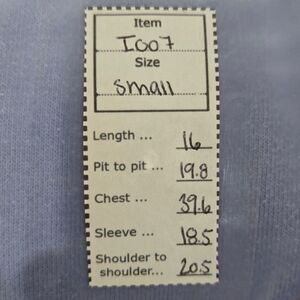 Item
I007
Size
small
Length ... 16
Pit to pit ... 19.8
Chest ... 39.6
Sleeve ... 18.5
Shoulder to
shoulder... 20.5